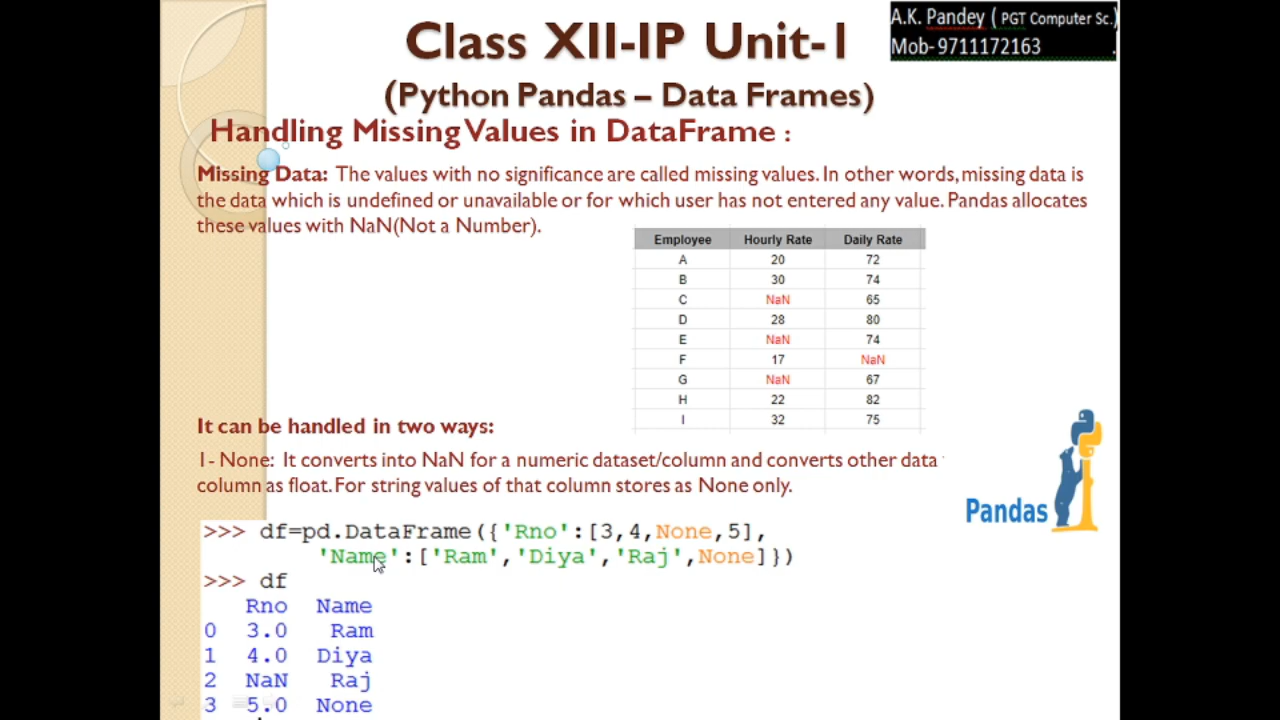 Class XII-IP Unit-1
A.K. Pandey ( PGT Computer Sc.)
Mob- 9711172163 .
(Python Pandas – Data Frames)
Handling Missing Values in DataFrame :
Missing Data: The values with no significance are called missing values. In other words, missing data is
the data which is undefined or unavailable or for which user has not entered any value. Pandas allocates
these values with NaN(Not a Number).
Employee Hourly Rate Daily Rate
A 20 72
B 30 74
C NaN 65
D 28 80
E NaN 74
F 17 NaN
G NaN 67
H 22 82
I 32 75
It can be handled in two ways:
1- None: It converts into NaN for a numeric dataset/column and converts other data
column as float. For string values of that column stores as None only.
Pandas
>>> df=pd.DataFrame({'Rno':[3,4,None,5],
'Name':['Ram','Diya','Raj',None]})
>>> df
Rno Name
0 3.0 Ram
1 4.0 Diya
2 NaN Raj
3 5.0 None